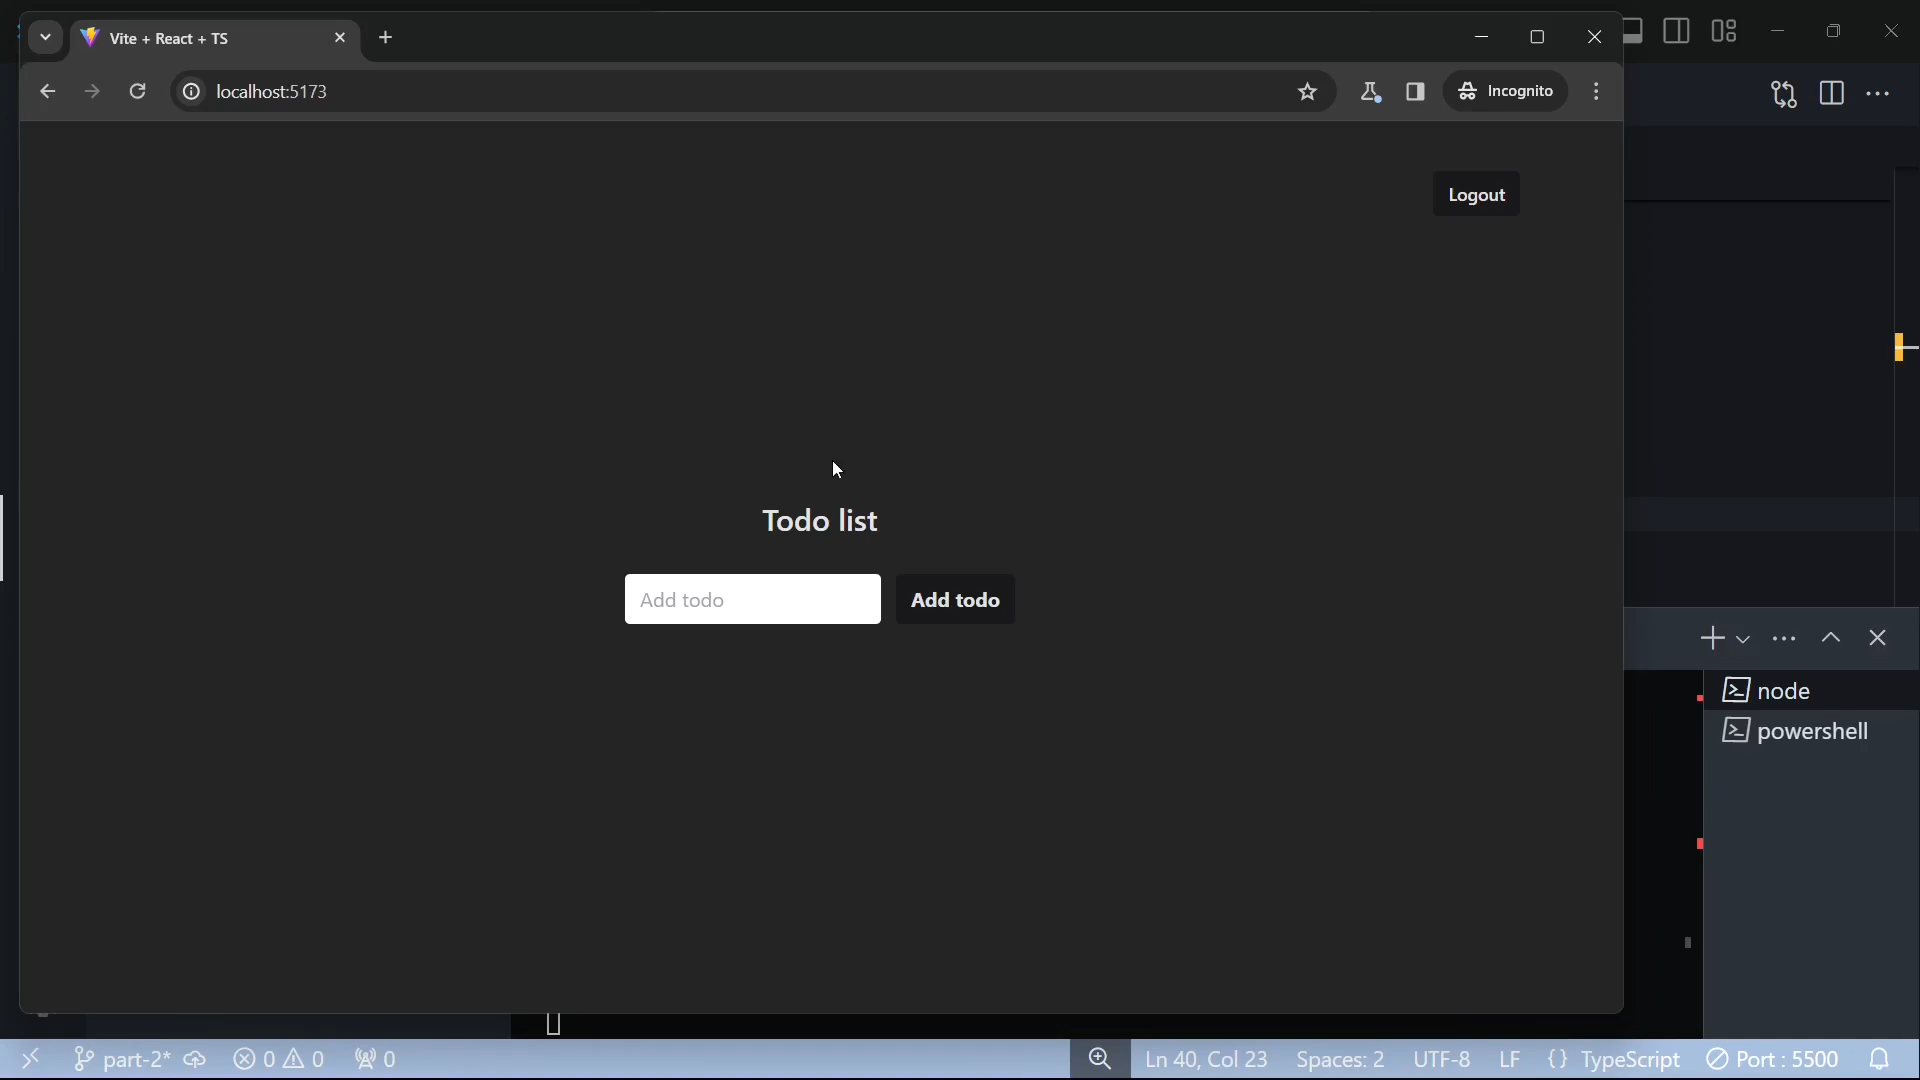 Vite + React + TS
localhost:5173
Incognito
Logout
Todo list
Add todo
Add todo
node
powershell
part-2*
0
0
0
Ln 40, Col 23
Spaces: 2
UTF-8
LF
{ } TypeScript
Port : 5500